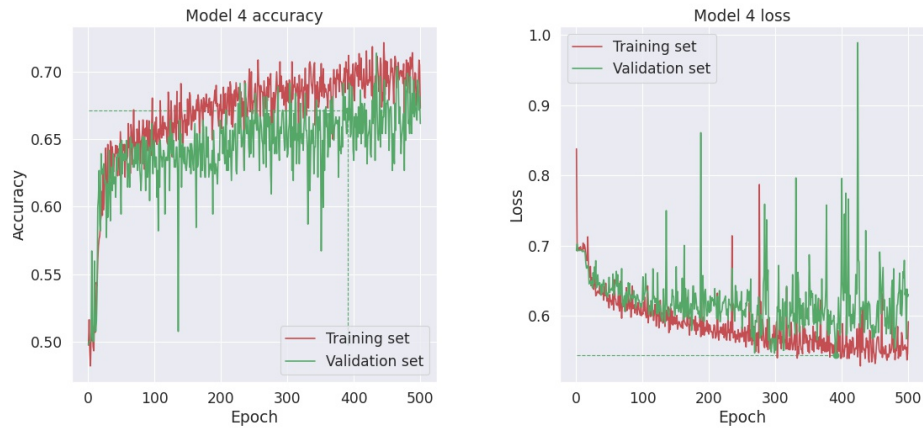 Model 4 accuracy
0.70
0.65
0.60
0.55
0.50
Accuracy
0
100
200
300
400
500
Epoch
Training set
Validation set
Model 4 loss
1.0
0.9
0.8
0.7
0.6
Loss
0
100
200
300
400
500
Epoch
Training set
Validation set